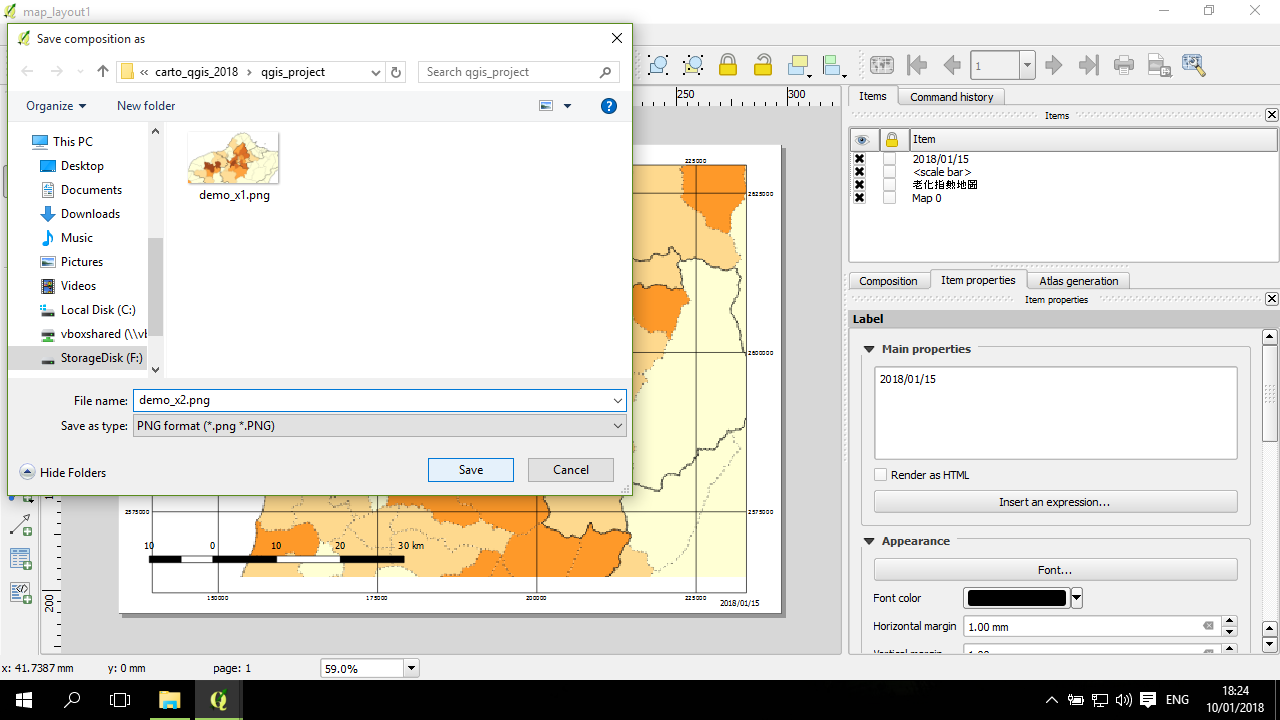 map_layout1
Save composition as
carto_qgis_2018
qgis_project
Search qgis_project
Organize
New folder
This PC
Desktop
Documents
Downloads
Music
Pictures
Videos
Local Disk (C:)
vboxshared (\\vb
StorageDisk (F:)
demo_x1.png
File name:
demo_x2.png
Save as type:
PNG format (*.png *.PNG)
Hide Folders
Save
Cancel
1
250
300
200
225000
2625000
2600000
2575000
2575000
10
0
10
20
30 km
150000
175000
200000
225000
2018/01/15
Items
Command history
Items
Item
2018/01/15
<scale bar>
老化指數地圖
Map 0
Composition
Item properties
Atlas generation
Item properties
Label
Main properties
2018/01/15
Render as HTML
Insert an expression...
Appearance
Font...
Font color
Horizontal margin
1.00 mm
x: 41.7387 mm
y: 0 mm
page: 1
59.0%
ENG
18:24
10/01/2018